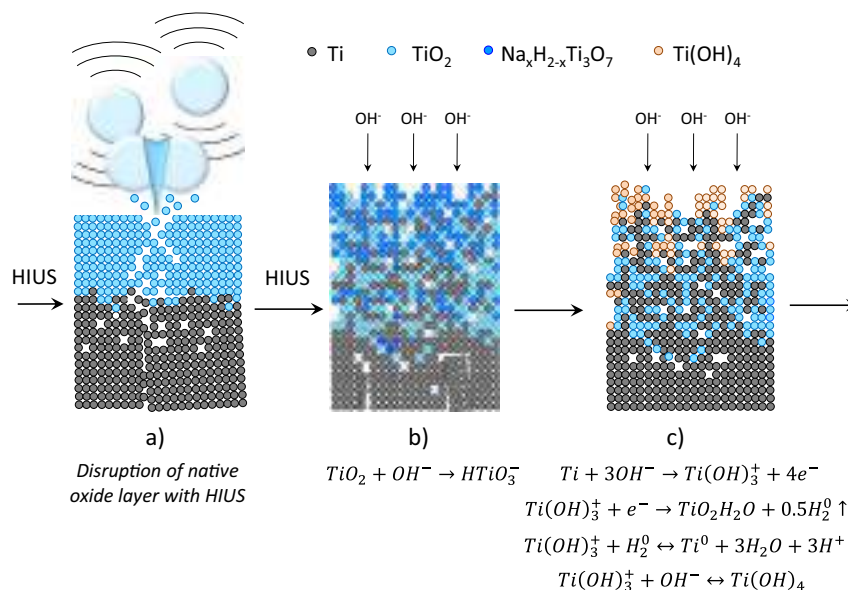 Ti TiO₂ NaₓH₂₋ₓTi₃O₇ Ti(OH)₄
OH⁻ OH⁻ OH⁻ OH⁻ OH⁻ OH⁻
HIUS HIUS
a) b) c)
Disruption of native
oxide layer with HIUS
TiO₂ + OH⁻ → HTiO₃⁻
Ti + 3OH⁻ → Ti(OH)₃⁺ + 4e⁻
Ti(OH)₃⁺ + e⁻ → TiO₂H₂O + 0.5H₂⁰ ↑
Ti(OH)₃⁺ + H₂⁰ ↔ Ti⁰ + 3H₂O + 3H⁺
Ti(OH)₃⁺ + OH⁻ ↔ Ti(OH)₄